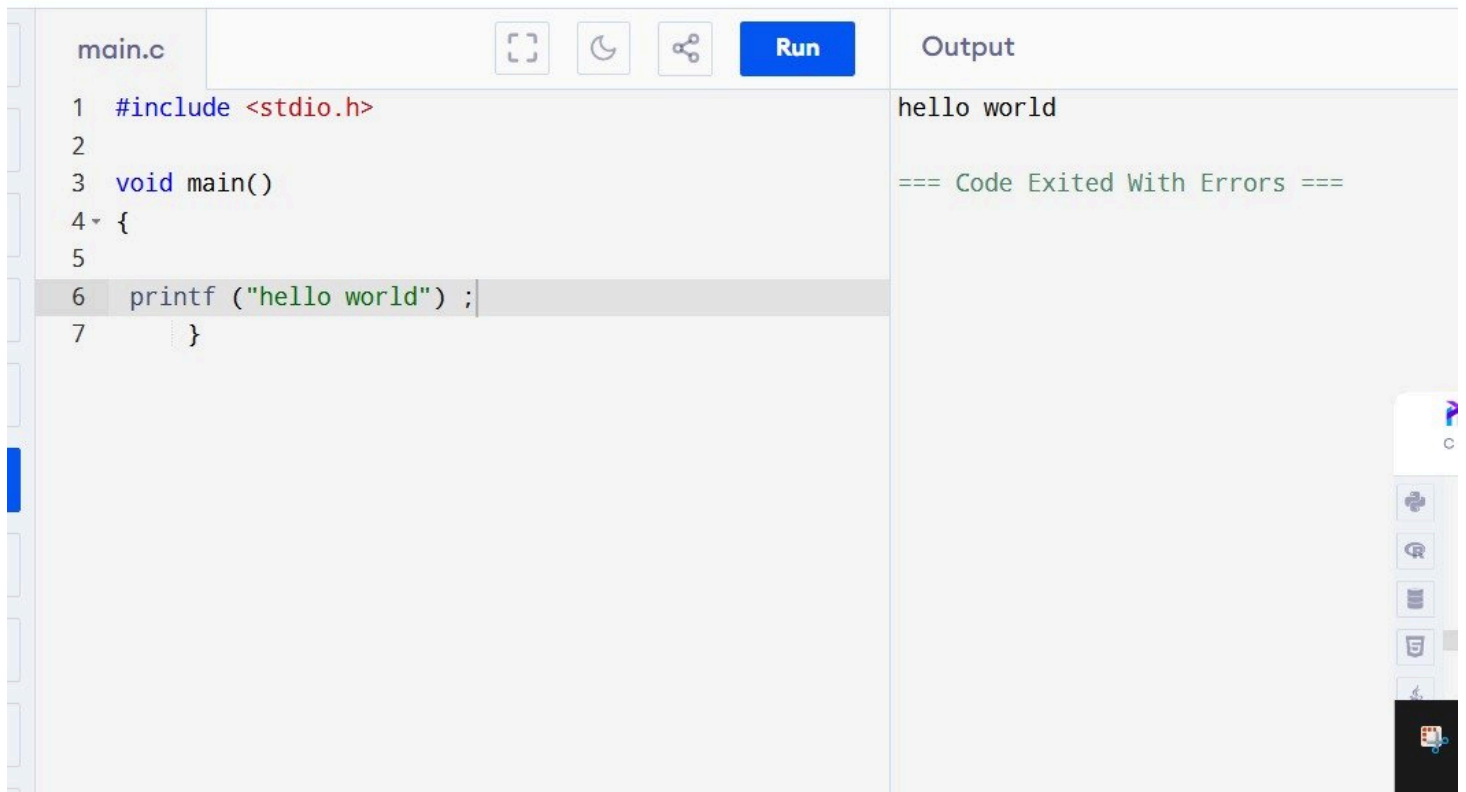 main.c
Run
Output
1 #include <stdio.h>
2
3 void main()
4 {
5
6 printf ("hello world") ;
7 }
hello world
=== Code Exited With Errors ===
C